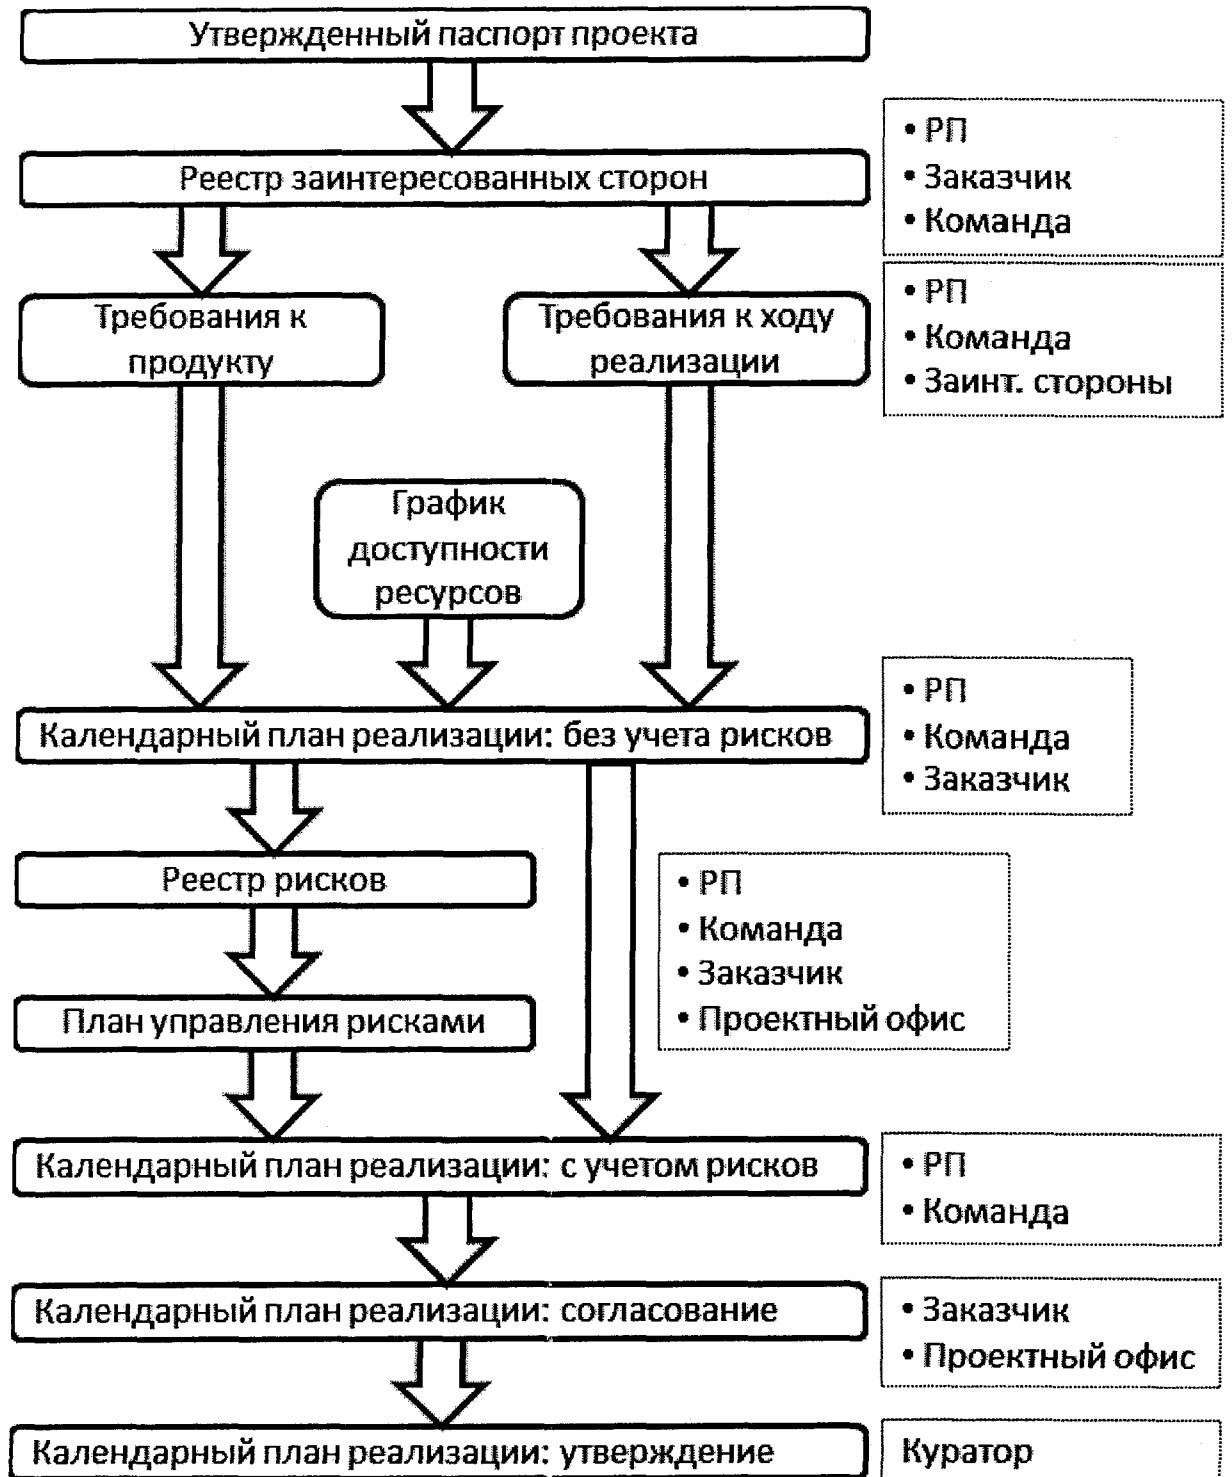 Утвержденный паспорт проекта
Реестр заинтересованных сторон
• РП
• Заказчик
• Команда
Требования к
продукту
Требования к ходу
реализации
• РП
• Команда
• Заинт. стороны
График
доступности
ресурсов
Календарный план реализации: без учета рисков
• РП
• Команда
• Заказчик
Реестр рисков
План управления рисками
• РП
• Команда
• Заказчик
• Проектный офис
Календарный план реализации: с учетом рисков
• РП
• Команда
Календарный план реализации: согласование
• Заказчик
• Проектный офис
Календарный план реализации: утверждение
Куратор